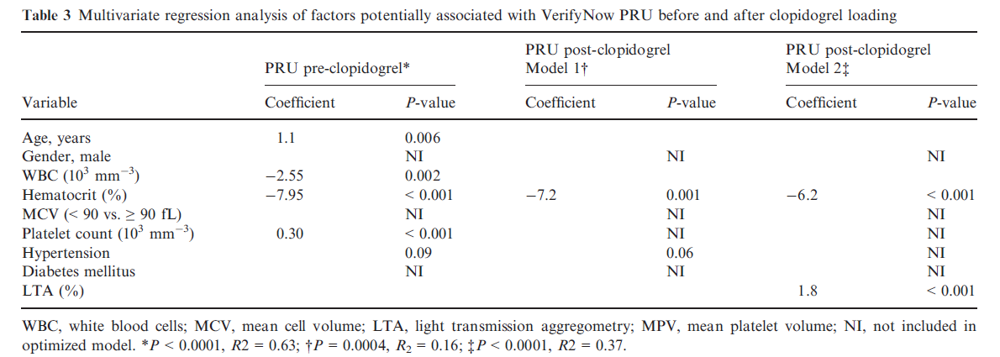 Table 3 Multivariate regression analysis of factors potentially associated with VerifyNow PRU before and after clopidogrel loading
PRU pre-clopidogrel* PRU post-clopidogrel Model 1† PRU post-clopidogrel Model 2‡
Variable Coefficient P-value Coefficient P-value Coefficient P-value
Age, years 1.1 0.006
Gender, male NI NI NI
WBC (10³ mm⁻³) −2.55 0.002
Hematocrit (%) −7.95 < 0.001 −7.2 0.001 −6.2 < 0.001
MCV (< 90 vs. ≥ 90 fL) NI NI NI
Platelet count (10³ mm⁻³) 0.30 < 0.001 NI NI
Hypertension 0.09 0.06 NI
Diabetes mellitus NI NI NI
LTA (%) 1.8 < 0.001
WBC, white blood cells; MCV, mean cell volume; LTA, light transmission aggregometry; MPV, mean platelet volume; NI, not included in
optimized model. *P < 0.0001, R2 = 0.63; †P = 0.0004, R₂ = 0.16; ‡P < 0.0001, R2 = 0.37.